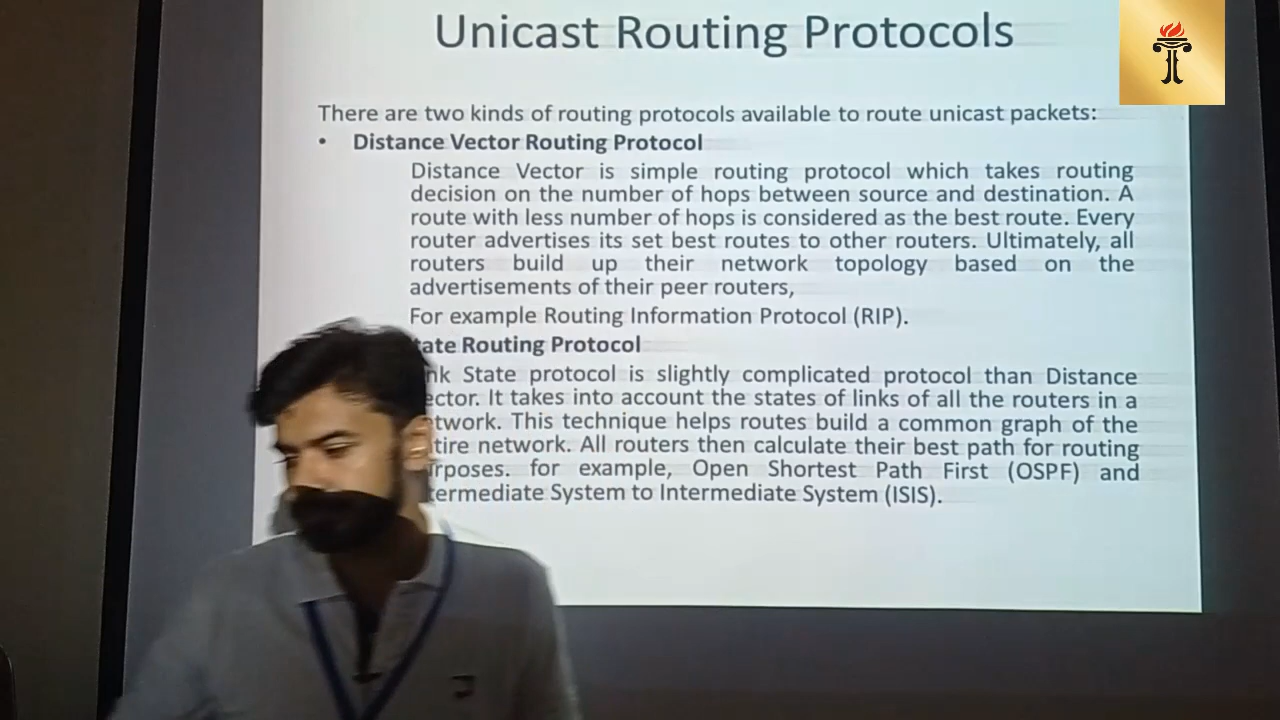 Unicast Routing Protocols
There are two kinds of routing protocols available to route unicast packets:
• Distance Vector Routing Protocol
Distance Vector is simple routing protocol which takes routing
decision on the number of hops between source and destination. A
route with less number of hops is considered as the best route. Every
router advertises its set best routes to other routers. Ultimately, all
routers build up their network topology based on the
advertisements of their peer routers,
For example Routing Information Protocol (RIP).
Routing Protocol
State protocol is slightly complicated protocol than Distance
It takes into account the states of links of all the routers in a
This technique helps routes build a common graph of the
network. All routers then calculate their best path for routing
for example, Open Shortest Path First (OSPF) and
System to Intermediate System (ISIS).